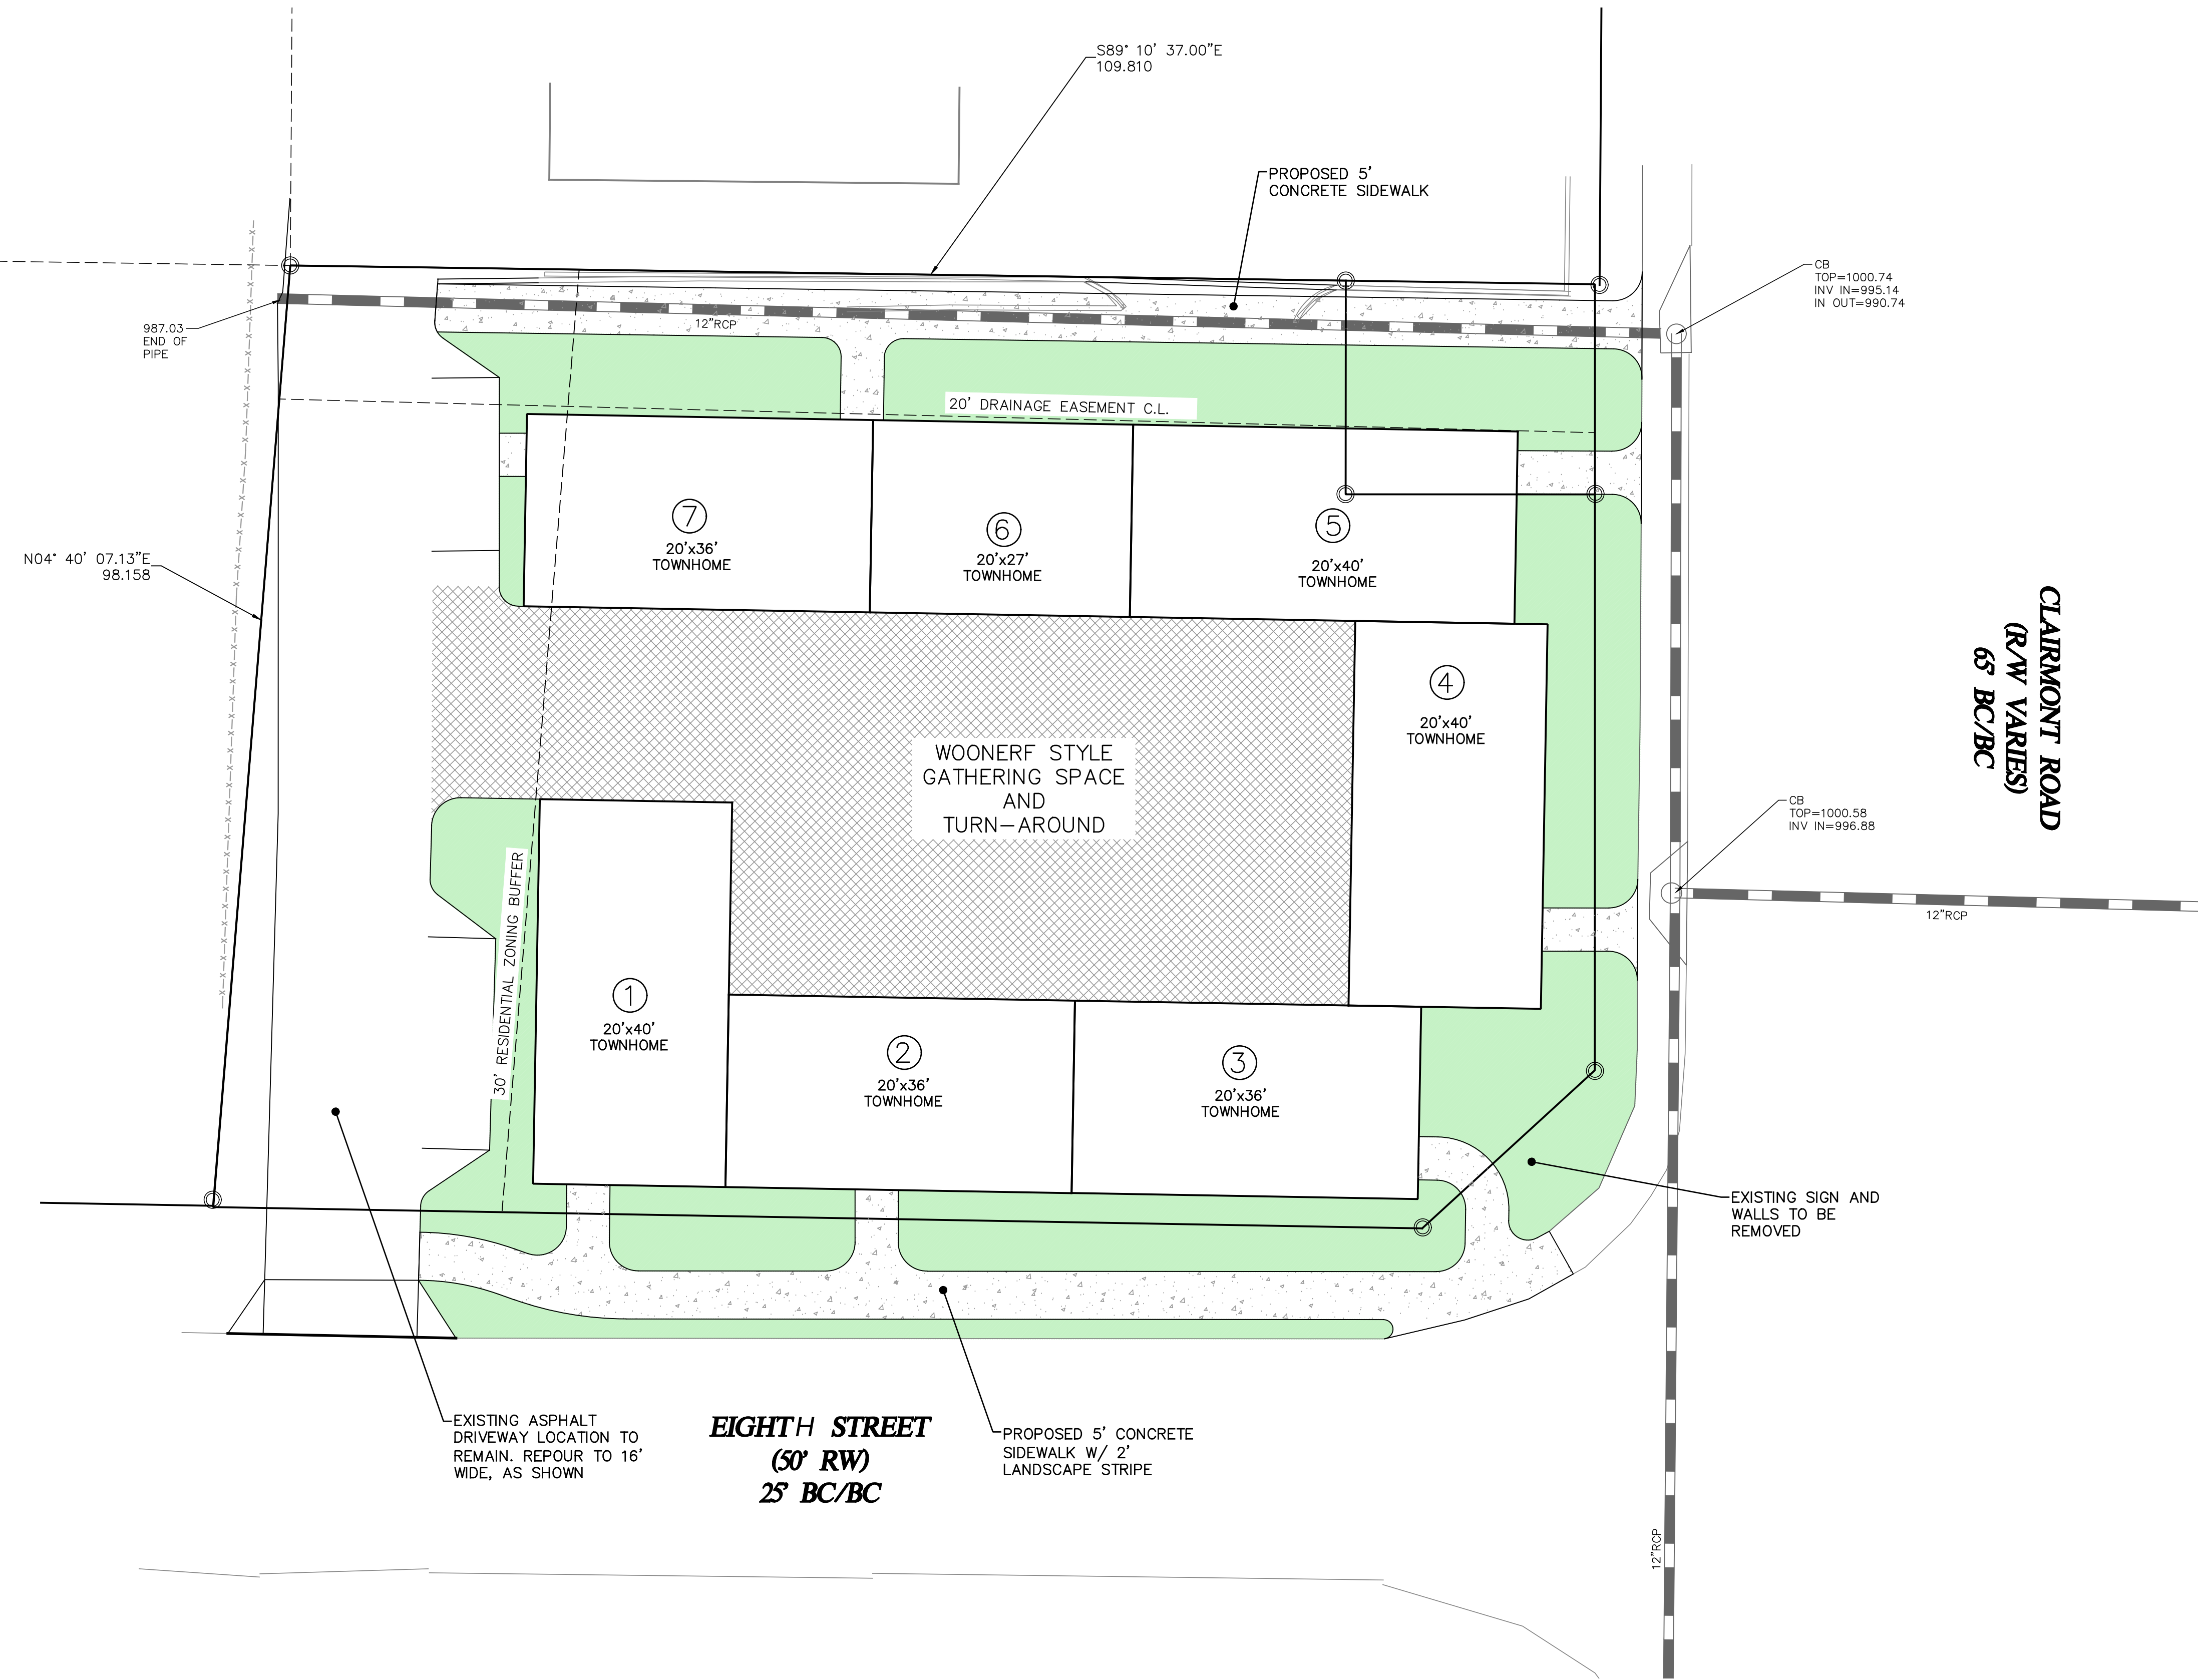 S89° 10' 37.00"E
109.810
PROPOSED 5'
CONCRETE SIDEWALK
CB
TOP=1000.74
INV IN=995.14
IN OUT=990.74
987.03
END OF
PIPE
12"RCP
20' DRAINAGE EASEMENT C.L.
N04° 40' 07.13"E
98.158
7
20'x36'
TOWNHOME
6
20'x27'
TOWNHOME
5
20'x40'
TOWNHOME
4
20'x40'
TOWNHOME
WOONERF STYLE
GATHERING SPACE
AND
TURN-AROUND
CLAIRMONT ROAD
(R/W VARIES)
65' BC/BC
CB
TOP=1000.58
INV IN=996.88
12"RCP
30' RESIDENTIAL ZONING BUFFER
1
20'x40'
TOWNHOME
2
20'x36'
TOWNHOME
3
20'x36'
TOWNHOME
EXISTING SIGN AND
WALLS TO BE
REMOVED
EXISTING ASPHALT
DRIVEWAY LOCATION TO
REMAIN. REPOUR TO 16'
WIDE, AS SHOWN
EIGHTH STREET
(50' RW)
25' BC/BC
PROPOSED 5' CONCRETE
SIDEWALK W/ 2'
LANDSCAPE STRIPE
12"RCP